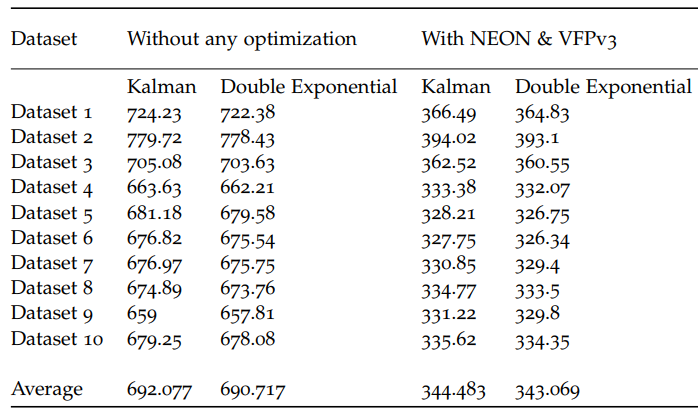 Dataset Without any optimization With NEON & VFPv3
Kalman Double Exponential Kalman Double Exponential
Dataset 1 724.23 722.38 366.49 364.83
Dataset 2 779.72 778.43 394.02 393.1
Dataset 3 705.08 703.63 362.52 360.55
Dataset 4 663.63 662.21 333.38 332.07
Dataset 5 681.18 679.58 328.21 326.75
Dataset 6 676.82 675.54 327.75 326.34
Dataset 7 676.97 675.75 330.85 329.4
Dataset 8 674.89 673.76 334.77 333.5
Dataset 9 659 657.81 331.22 329.8
Dataset 10 679.25 678.08 335.62 334.35
Average 692.077 690.717 344.483 343.069